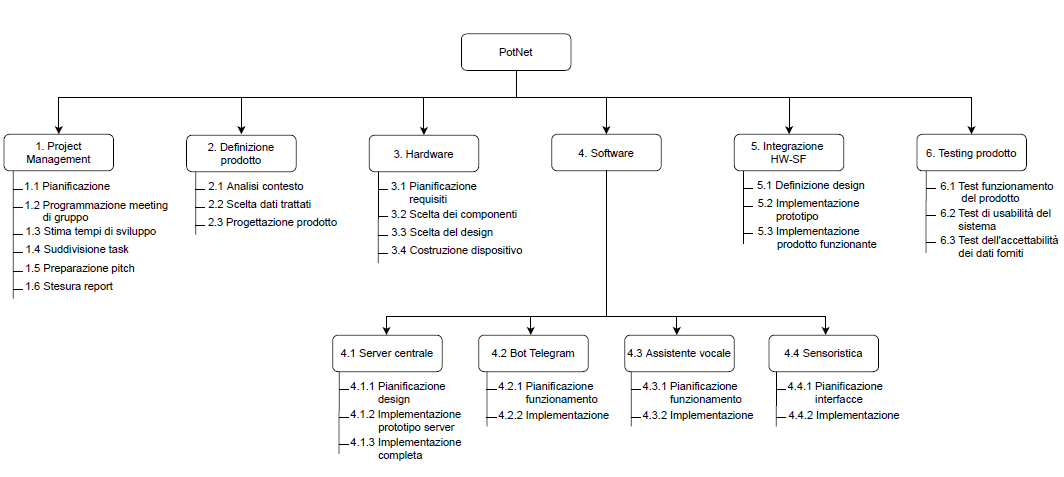 PotNet
1. Project
Management
1.1 Pianificazione
1.2 Programmazione meeting
di gruppo
1.3 Stima tempi di sviluppo
1.4 Suddivisione task
1.5 Preparazione pitch
1.6 Stesura report
2. Definizione
prodotto
2.1 Analisi contesto
2.2 Scelta dati trattati
2.3 Progettazione prodotto
3. Hardware
3.1 Pianificazione
requisiti
3.2 Scelta dei componenti
3.3 Scelta del design
3.4 Costruzione dispositivo
4. Software
5. Integrazione
HW-SF
5.1 Definizione design
5.2 Implementazione
prototipo
5.3 Implementazione
prodotto funzionante
6. Testing prodotto
6.1 Test funzionamento
del prodotto
6.2 Test di usabilità del
sistema
6.3 Test dell'accettabilità
dei dati forniti
4.1 Server centrale
4.1.1 Pianificazione
design
4.1.2 Implementazione
prototipo server
4.1.3 Implementazione
completa
4.2 Bot Telegram
4.2.1 Pianificazione
funzionamento
4.2.2 Implementazione
4.3 Assistente vocale
4.3.1 Pianificazione
funzionamento
4.3.2 Implementazione
4.4 Sensoristica
4.4.1 Pianificazione
interfacce
4.4.2 Implementazione